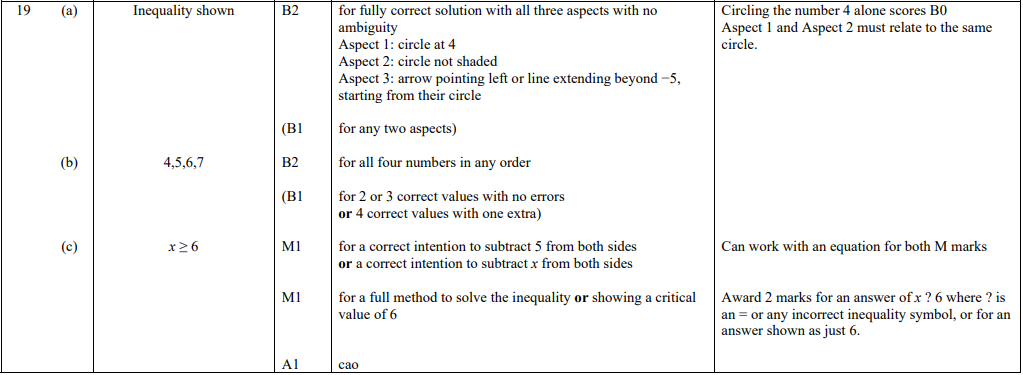 19 (a) Inequality shown B2 for fully correct solution with all three aspects with no Circling the number 4 alone scores B0
ambiguity Aspect 1 and Aspect 2 must relate to the same
Aspect 1: circle at 4 circle.
Aspect 2: circle not shaded
Aspect 3: arrow pointing left or line extending beyond −5,
starting from their circle
(B1 for any two aspects)
(b) 4,5,6,7 B2 for all four numbers in any order
(B1 for 2 or 3 correct values with no errors
or 4 correct values with one extra)
(c) x ≥ 6 M1 for a correct intention to subtract 5 from both sides Can work with an equation for both M marks
or a correct intention to subtract x from both sides
M1 for a full method to solve the inequality or showing a critical Award 2 marks for an answer of x ? 6 where ? is
value of 6 an = or any incorrect inequality symbol, or for an
answer shown as just 6.
A1 cao